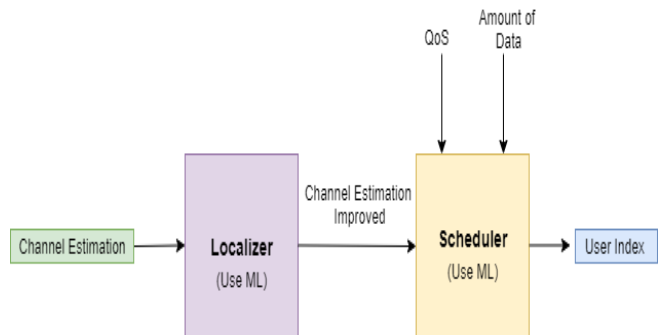 Amount of
Data
QoS
Channel Estimation
Localizer
(Use ML)
Channel Estimation
Improved
Scheduler
(Use ML)
User Index